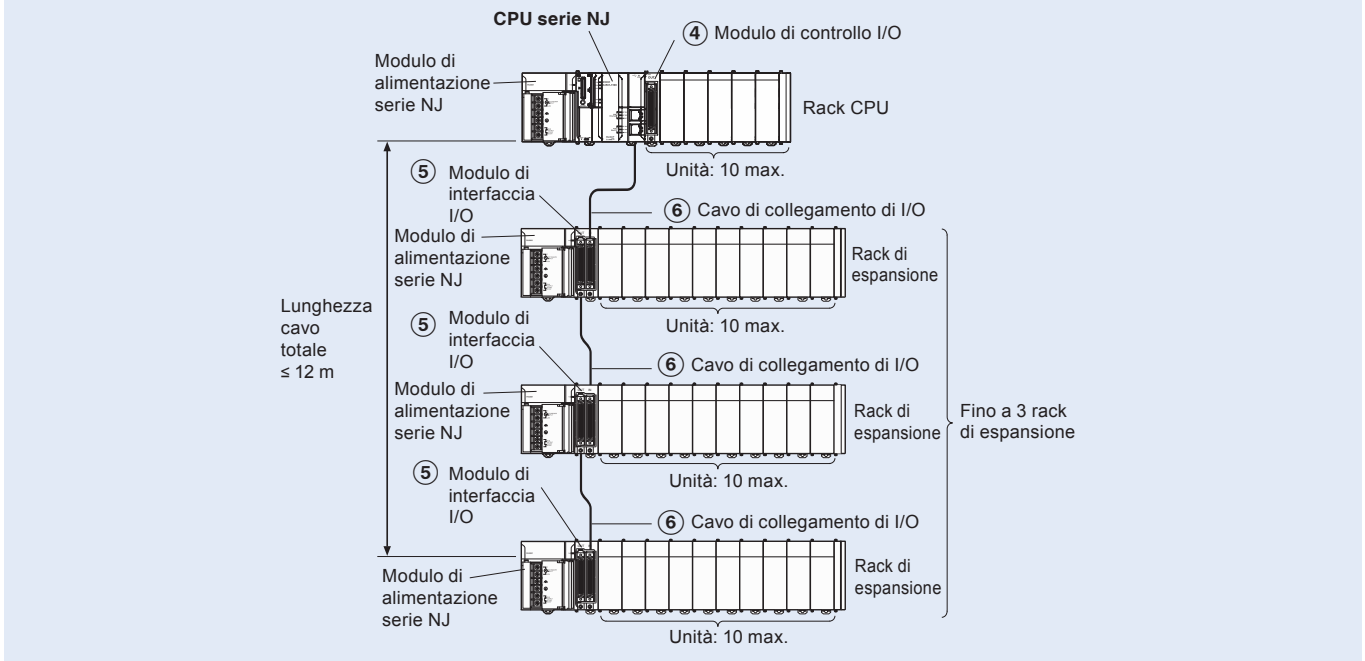 CPU serie NJ
④ Modulo di controllo I/O
Modulo di
alimentazione
serie NJ
Rack CPU
Unità: 10 max.
⑤ Modulo di
interfaccia
I/O
⑥ Cavo di collegamento di I/O
Modulo di
alimentazione
serie NJ
Rack di
espansione
Unità: 10 max.
Lunghezza
cavo
totale
≤ 12 m
⑤ Modulo di
interfaccia
I/O
⑥ Cavo di collegamento di I/O
Modulo di
alimentazione
serie NJ
Rack di
espansione
Fino a 3 rack
di espansione
Unità: 10 max.
⑤ Modulo di
interfaccia
I/O
⑥ Cavo di collegamento di I/O
Modulo di
alimentazione
serie NJ
Rack di
espansione
Unità: 10 max.